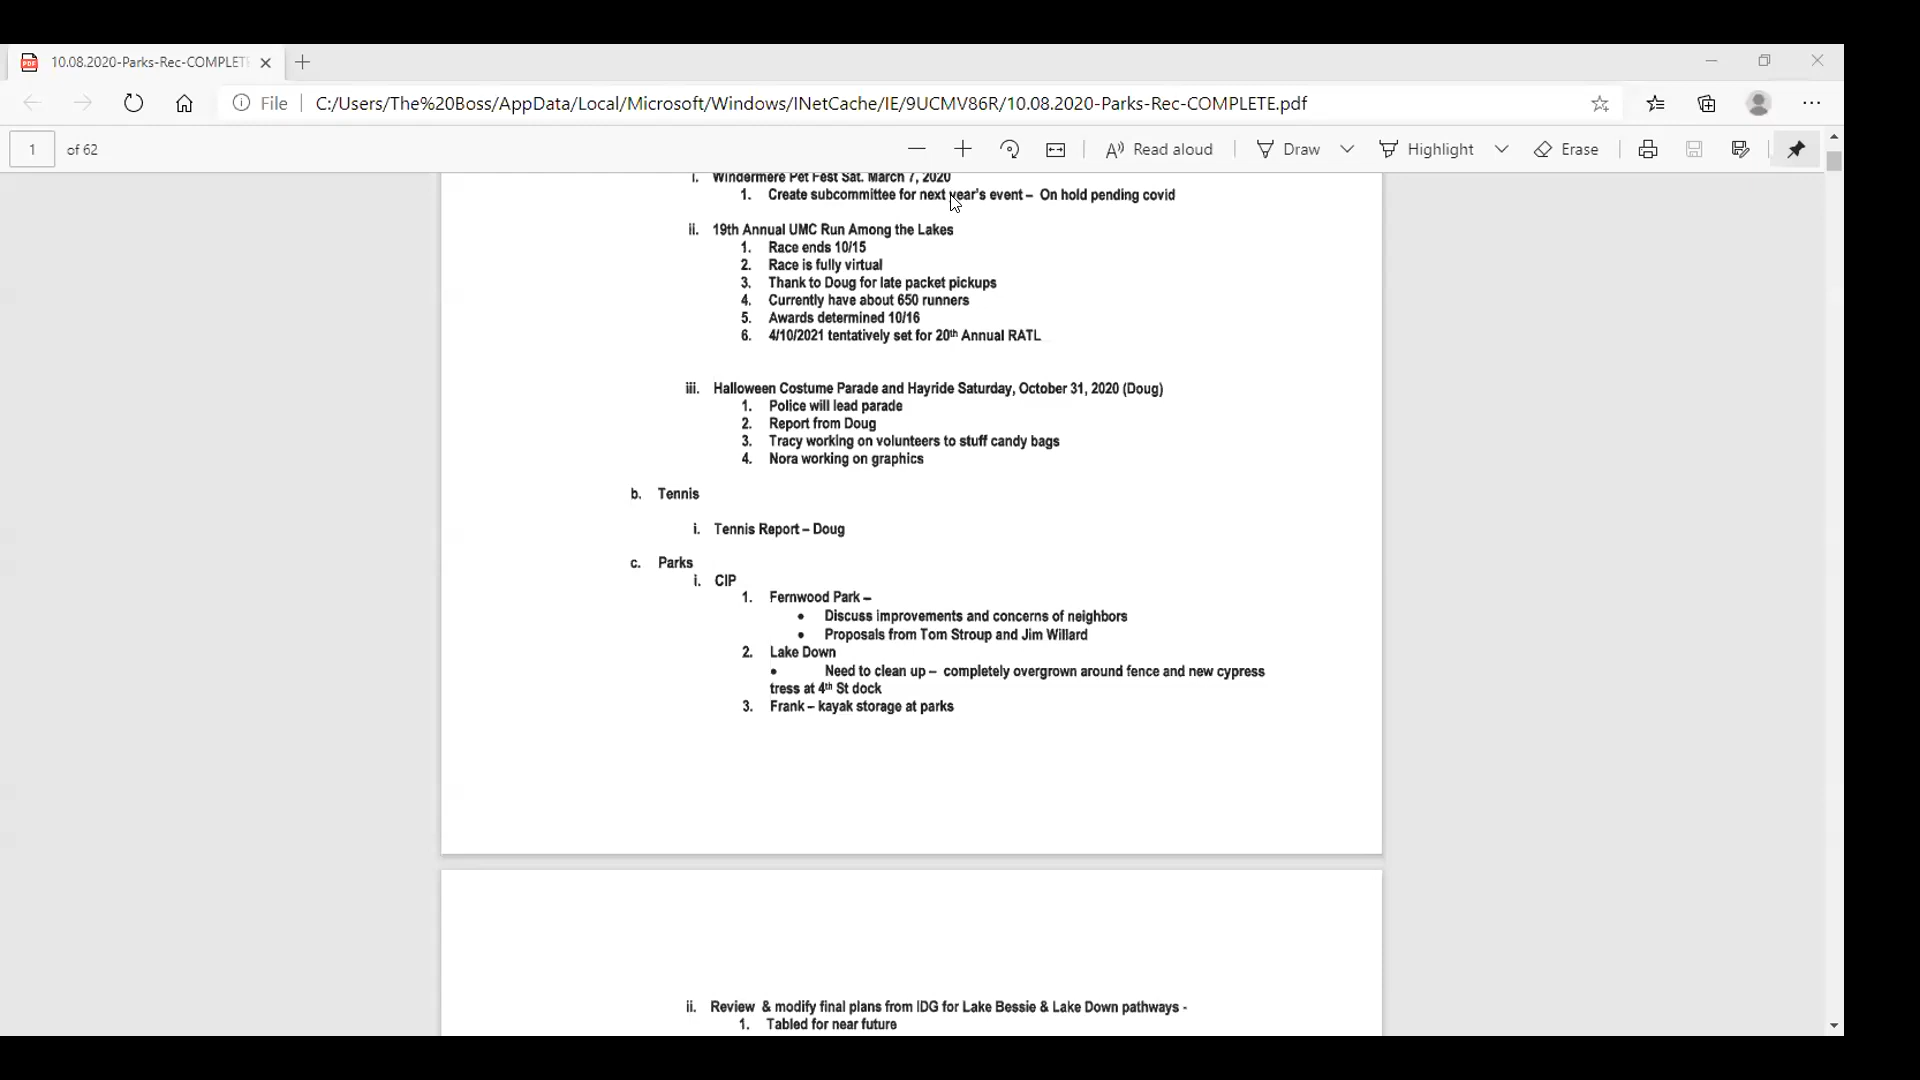 10.08.2020-Parks-Rec-COMPLETE
File C:/Users/The%20Boss/AppData/Local/Microsoft/Windows/INetCache/IE/9UCMV86R/10.08.2020-Parks-Rec-COMPLETE.pdf
1 of 62 Read aloud Draw Highlight Erase
i. Windermere Pet Fest Sat. March 7, 2020
1. Create subcommittee for next year's event – On hold pending covid
ii. 19th Annual UMC Run Among the Lakes
1. Race ends 10/15
2. Race is fully virtual
3. Thank to Doug for late packet pickups
4. Currently have about 650 runners
5. Awards determined 10/16
6. 4/10/2021 tentatively set for 20th Annual RATL
iii. Halloween Costume Parade and Hayride Saturday, October 31, 2020 (Doug)
1. Police will lead parade
2. Report from Doug
3. Tracy working on volunteers to stuff candy bags
4. Nora working on graphics
b. Tennis
i. Tennis Report – Doug
c. Parks
i. CIP
1. Fernwood Park –
• Discuss improvements and concerns of neighbors
• Proposals from Tom Stroup and Jim Willard
2. Lake Down
• Need to clean up – completely overgrown around fence and new cypress
tress at 4th St dock
3. Frank – kayak storage at parks
ii. Review & modify final plans from IDG for Lake Bessie & Lake Down pathways -
1. Tabled for near future